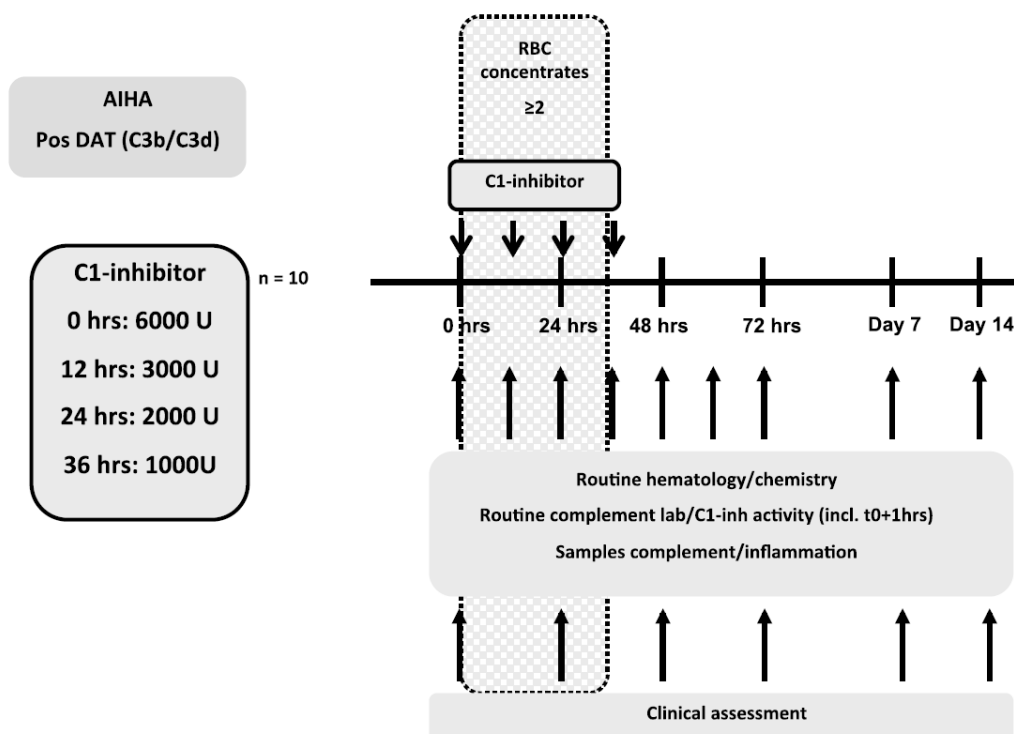 RBC
concentrates
≥2
AIHA
Pos DAT (C3b/C3d)
C1-inhibitor
C1-inhibitor
0 hrs: 6000 U
12 hrs: 3000 U
24 hrs: 2000 U
36 hrs: 1000U
n = 10
0 hrs
24 hrs
48 hrs
72 hrs
Day 7
Day 14
Routine hematology/chemistry
Routine complement lab/C1-inh activity (incl. t0+1hrs)
Samples complement/inflammation
Clinical assessment